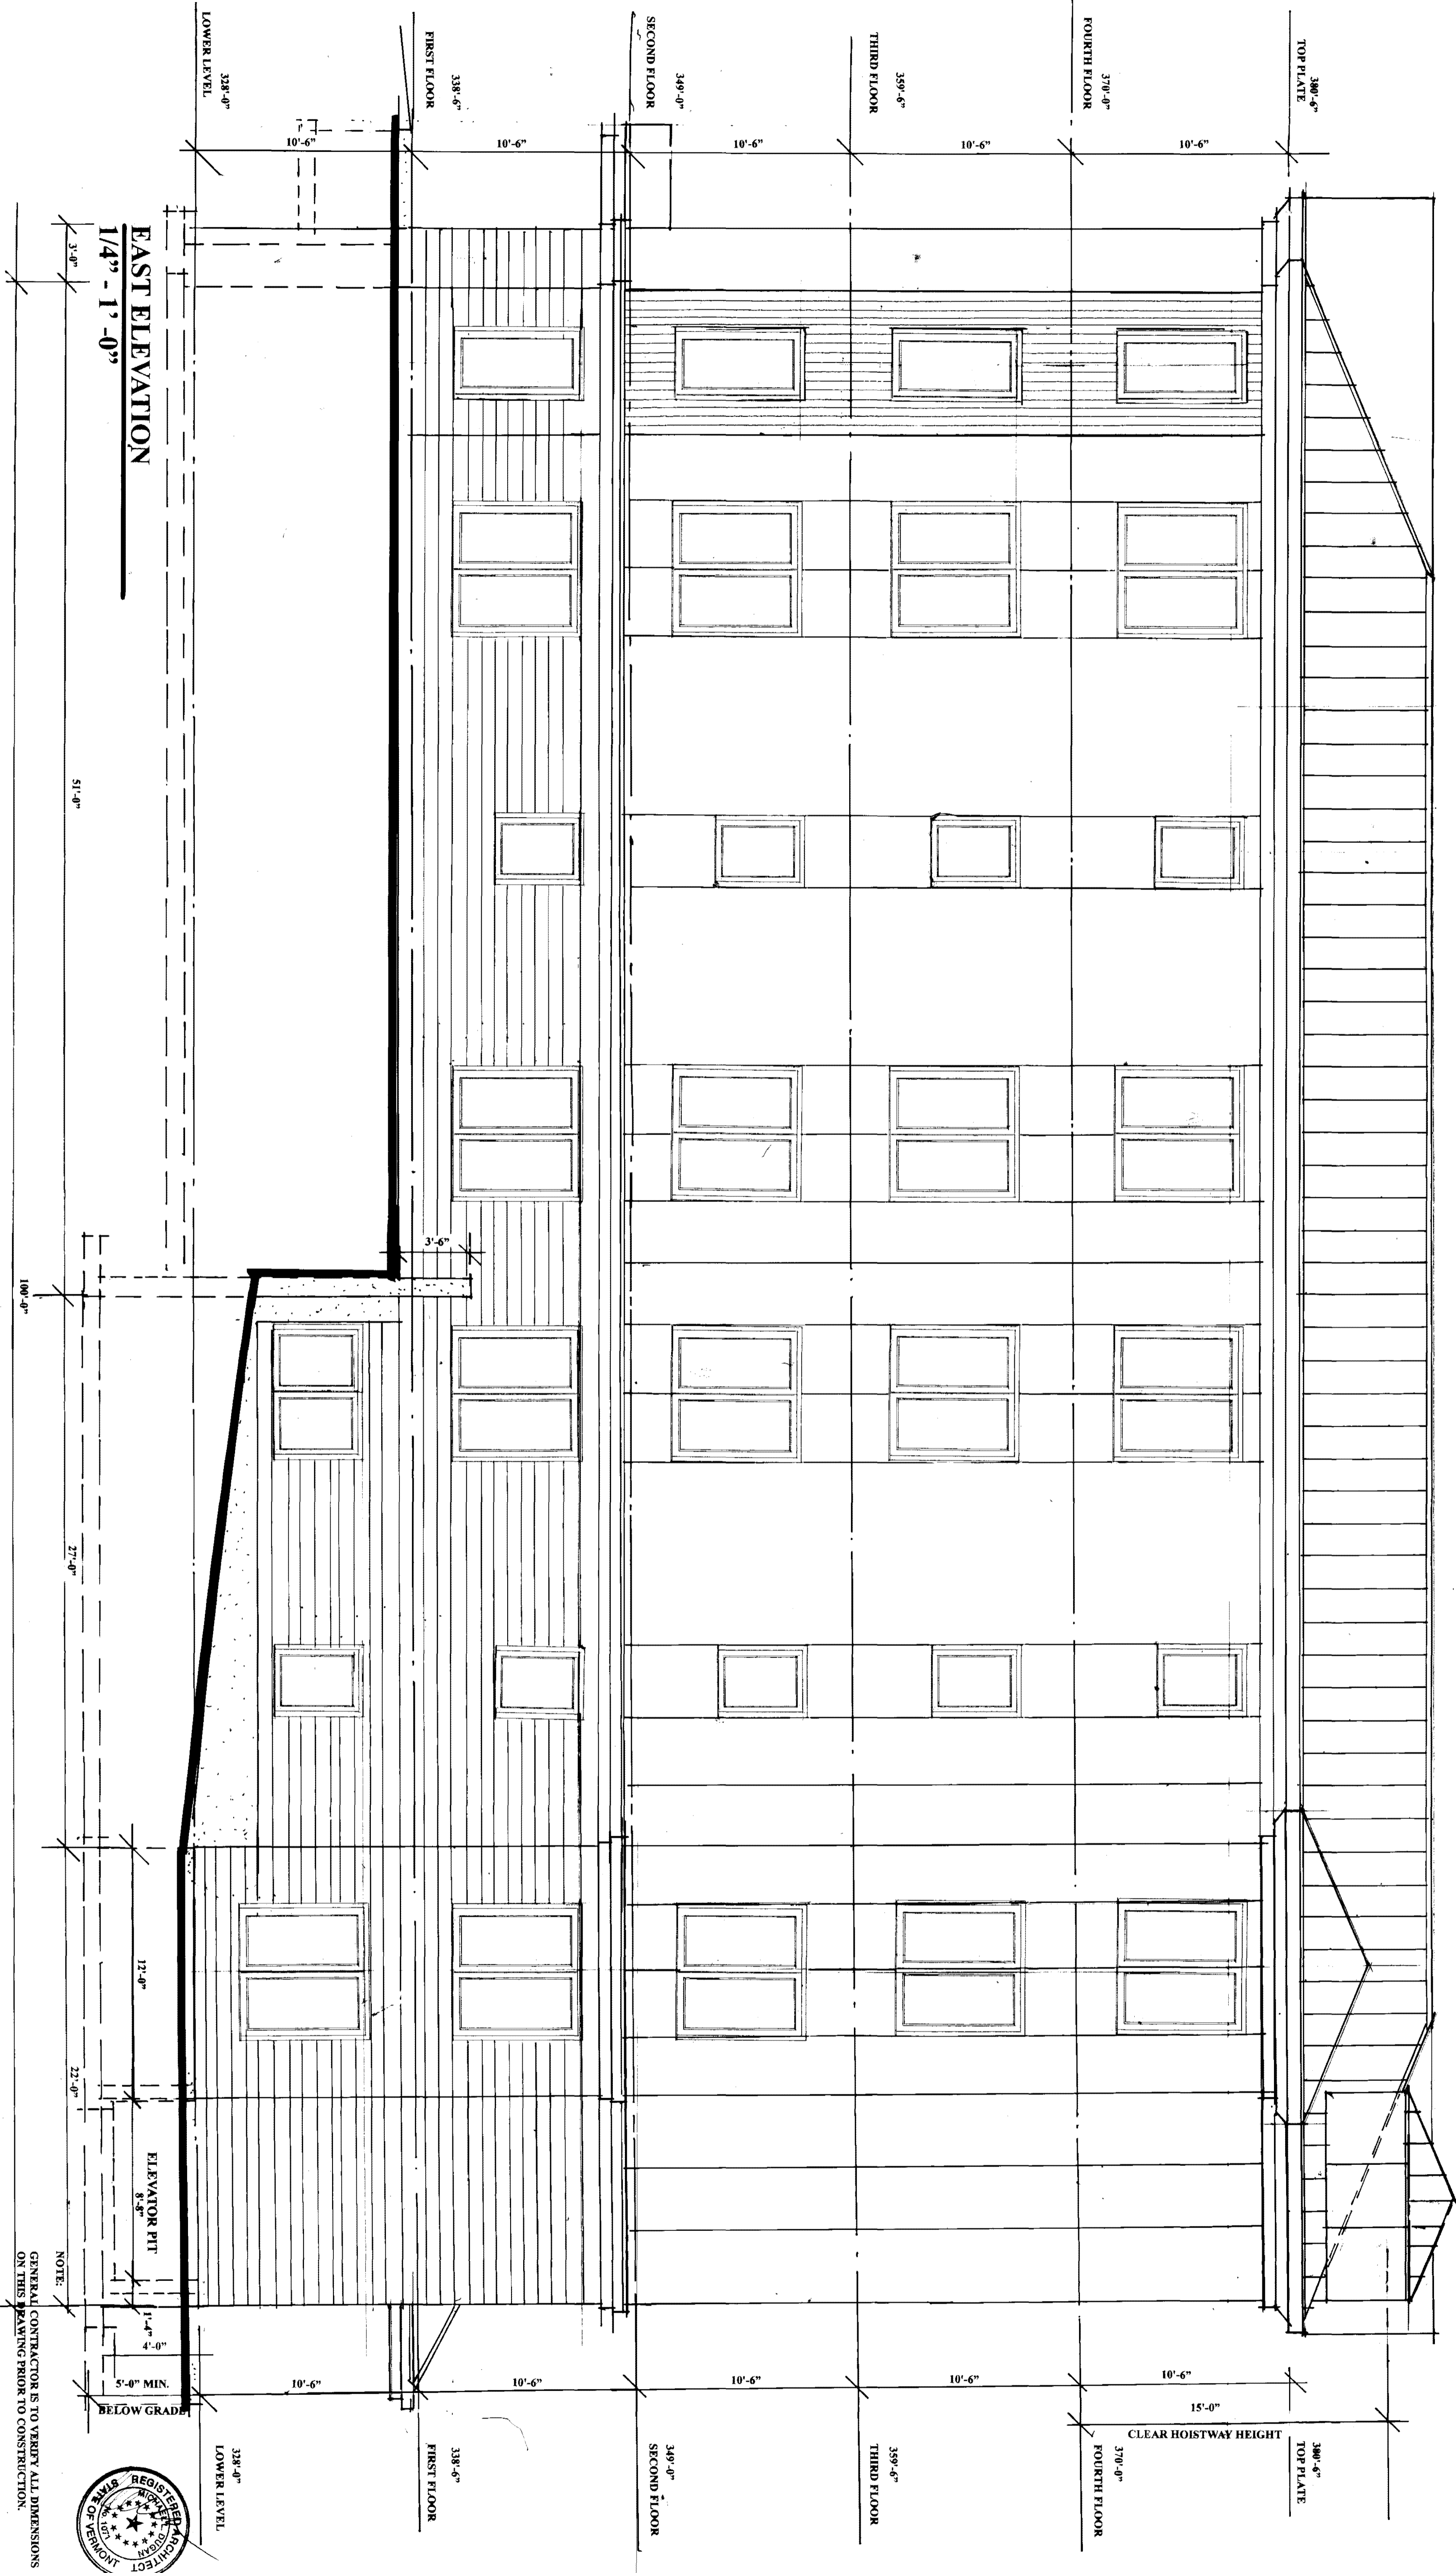 380'-6"
TOP PLATE
370'-0"
FOURTH FLOOR
359'-6"
THIRD FLOOR
349'-0"
SECOND FLOOR
338'-6"
FIRST FLOOR
328'-0"
LOWER LEVEL
10'-6"
10'-6"
10'-6"
10'-6"
10'-6"
3'-6"
10'-6"
15'-0"
CLEAR HOISTWAY HEIGHT
10'-6"
10'-6"
10'-6"
10'-6"
5'-0" MIN.
BELOW GRADE
4'-0"
1'-4"
380'-6"
TOP PLATE
370'-0"
FOURTH FLOOR
359'-6"
THIRD FLOOR
349'-0"
SECOND FLOOR
338'-6"
FIRST FLOOR
328'-0"
LOWER LEVEL
12'-0"
ELEVATOR PIT
8'-8"
EAST ELEVATION
1/4" - 1' -0"
3'-0"
51'-0"
27'-0"
22'-0"
100'-0"
NOTE:
GENERAL CONTRACTOR IS TO VERIFY ALL DIMENSIONS
ON THIS DRAWING PRIOR TO CONSTRUCTION.
REGISTERED ARCHITECT
MICHAEL DUGAN
No. 1071
STATE OF VERMONT